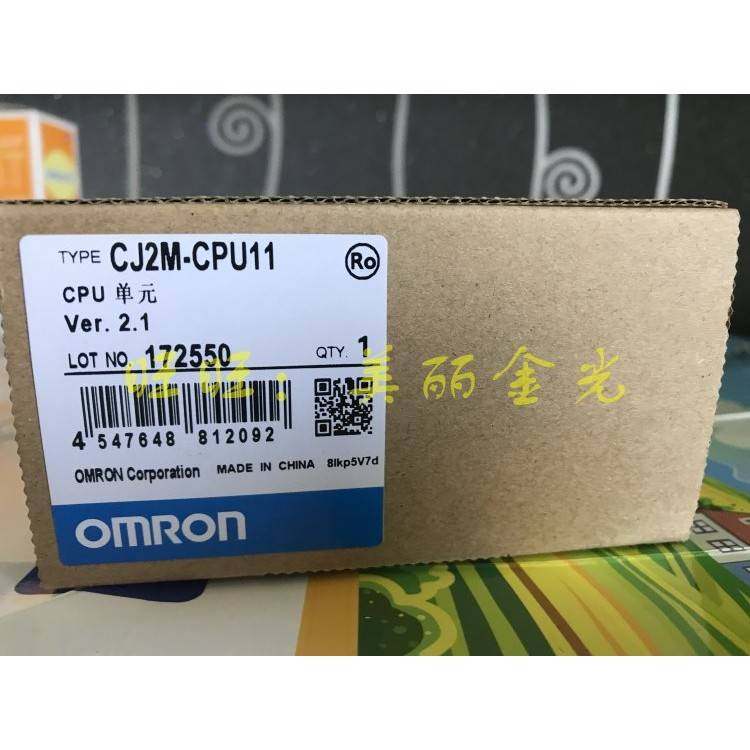 TYPE CJ2M-CPU11
Ro
CPU 单元
Ver. 2.1
LOT NO. 172550 QTY. 1
旺旺：美丽金光
4 547648 812092
OMRON Corporation MADE IN CHINA 8lkp5V7d
OMRON